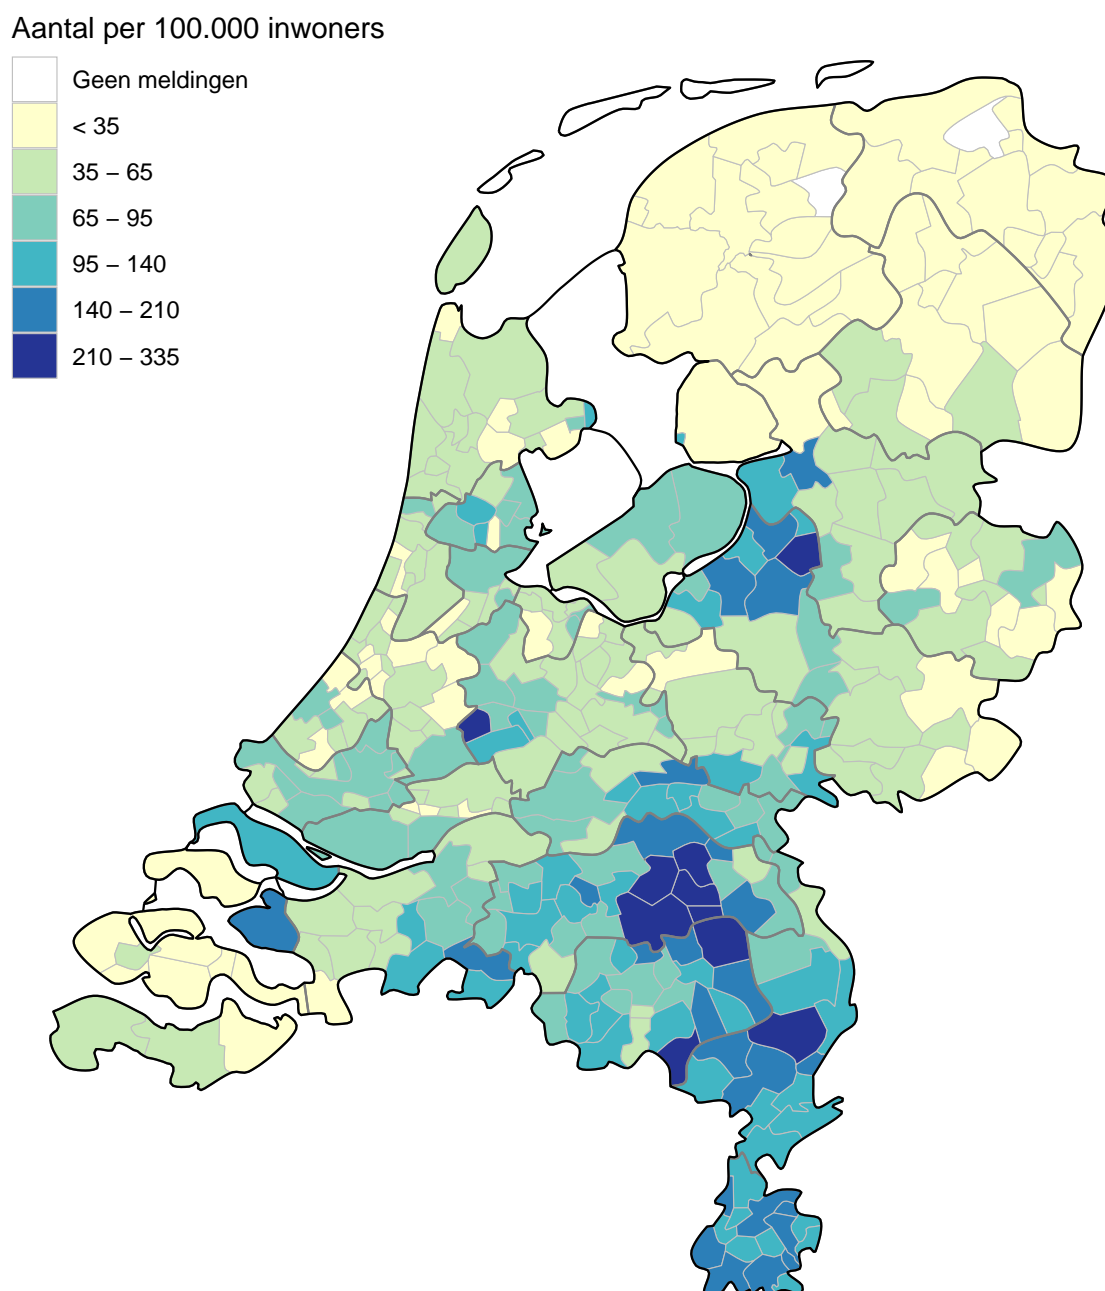 Aantal per 100.000 inwoners
Geen meldingen
< 35
35 – 65
65 – 95
95 – 140
140 – 210
210 – 335